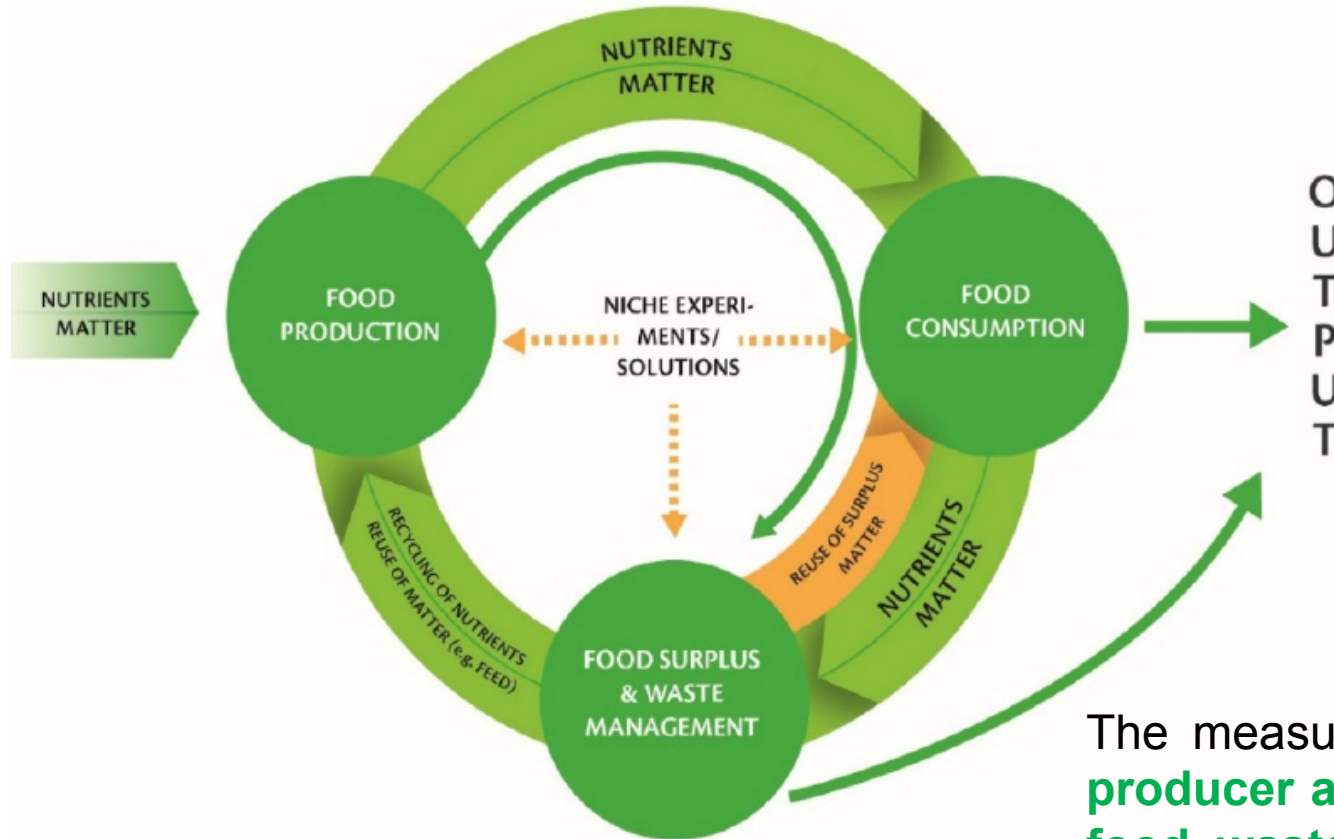 NUTRIENTS
MATTER
NUTRIENTS
MATTER
FOOD
PRODUCTION
NICHE EXPERI-
MENTS/
SOLUTIONS
FOOD
CONSUMPTION
O
U
T
P
U
T
RECYCLING OF NUTRIENTS
REUSE OF MATTER (e.g. FEED)
REUSE OF SURPLUS
MATTER
NUTRIENTS
MATTER
FOOD SURPLUS
& WASTE
MANAGEMENT
The measu
producer a